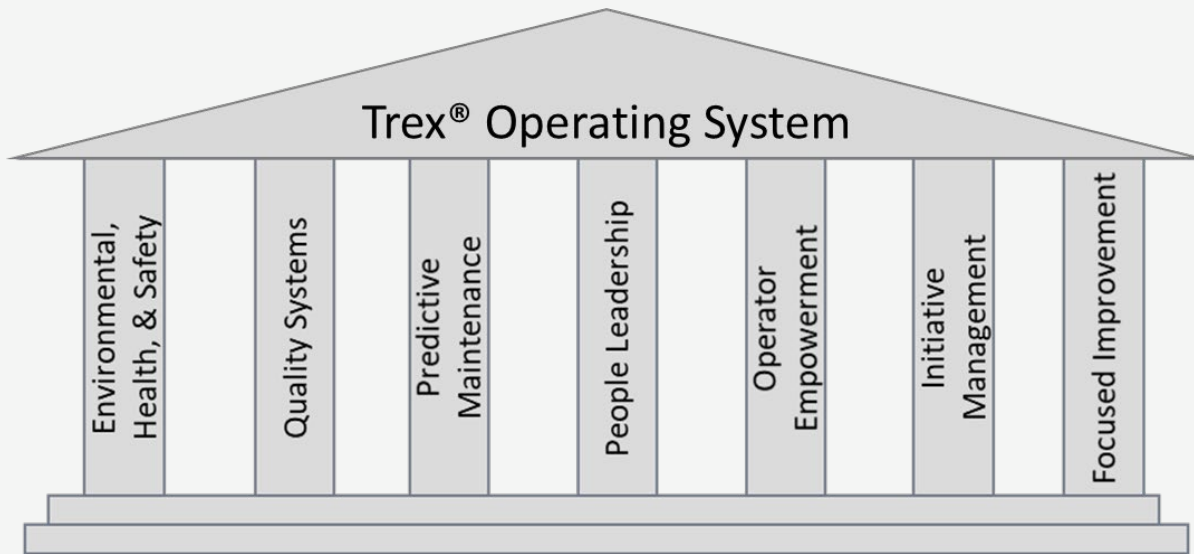 Trex® Operating System
Environmental,
Health, & Safety
Quality Systems
Predictive
Maintenance
People Leadership
Operator
Empowerment
Initiative
Management
Focused Improvement